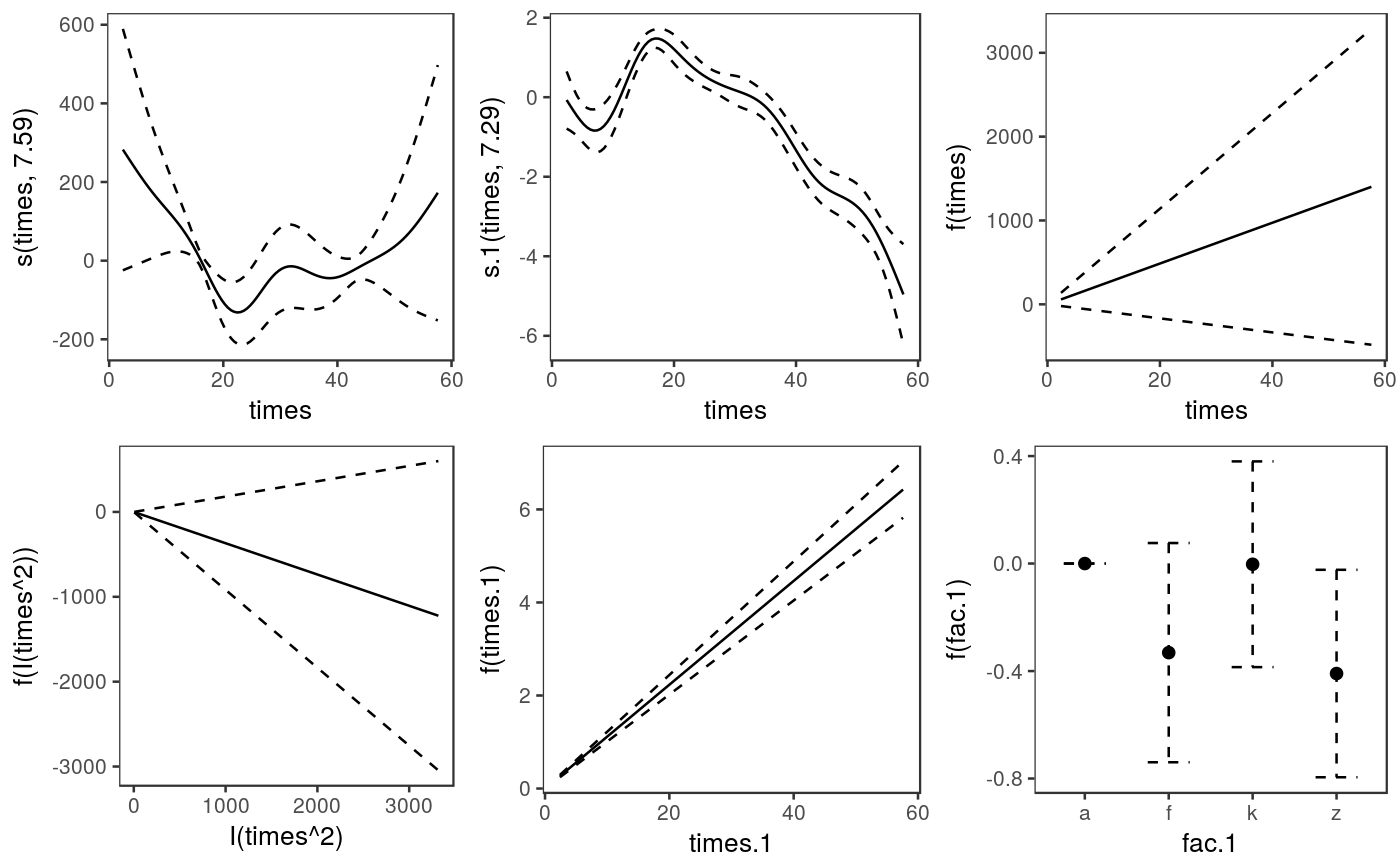 s(times, 7.59)
600
400
200
0
-200
0 20 40 60
times
s.1(times, 7.29)
2
0
-2
-4
-6
0 20 40 60
times
f(times)
3000
2000
1000
0
0 20 40 60
times
f(I(times^2))
0
-1000
-2000
-3000
0 1000 2000 3000
I(times^2)
f(times.1)
6
4
2
0
0 20 40 60
times.1
f(fac.1)
0.4
0.0
-0.4
-0.8
a f k z
fac.1